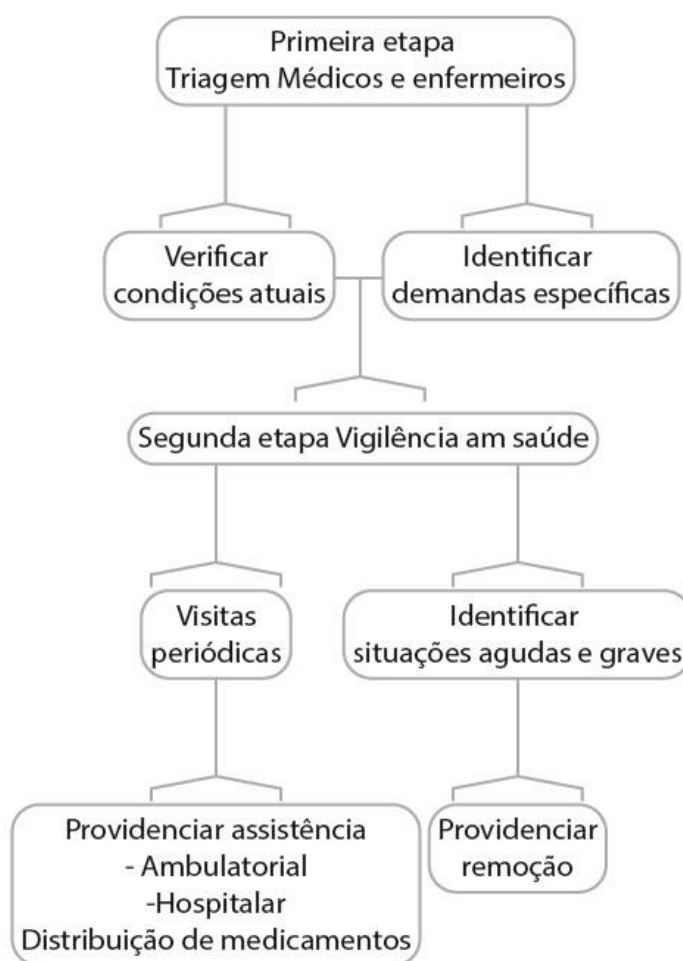 Primeira etapa
Triagem Médicos e enfermeiros
Verificar
condições atuais
Identificar
demandas específicas
Segunda etapa Vigilência am saúde
Visitas
periódicas
Identificar
situações agudas e graves
Providenciar assistência
- Ambulatorial
-Hospitalar
Distribuição de medicamentos
Providenciar
remoção